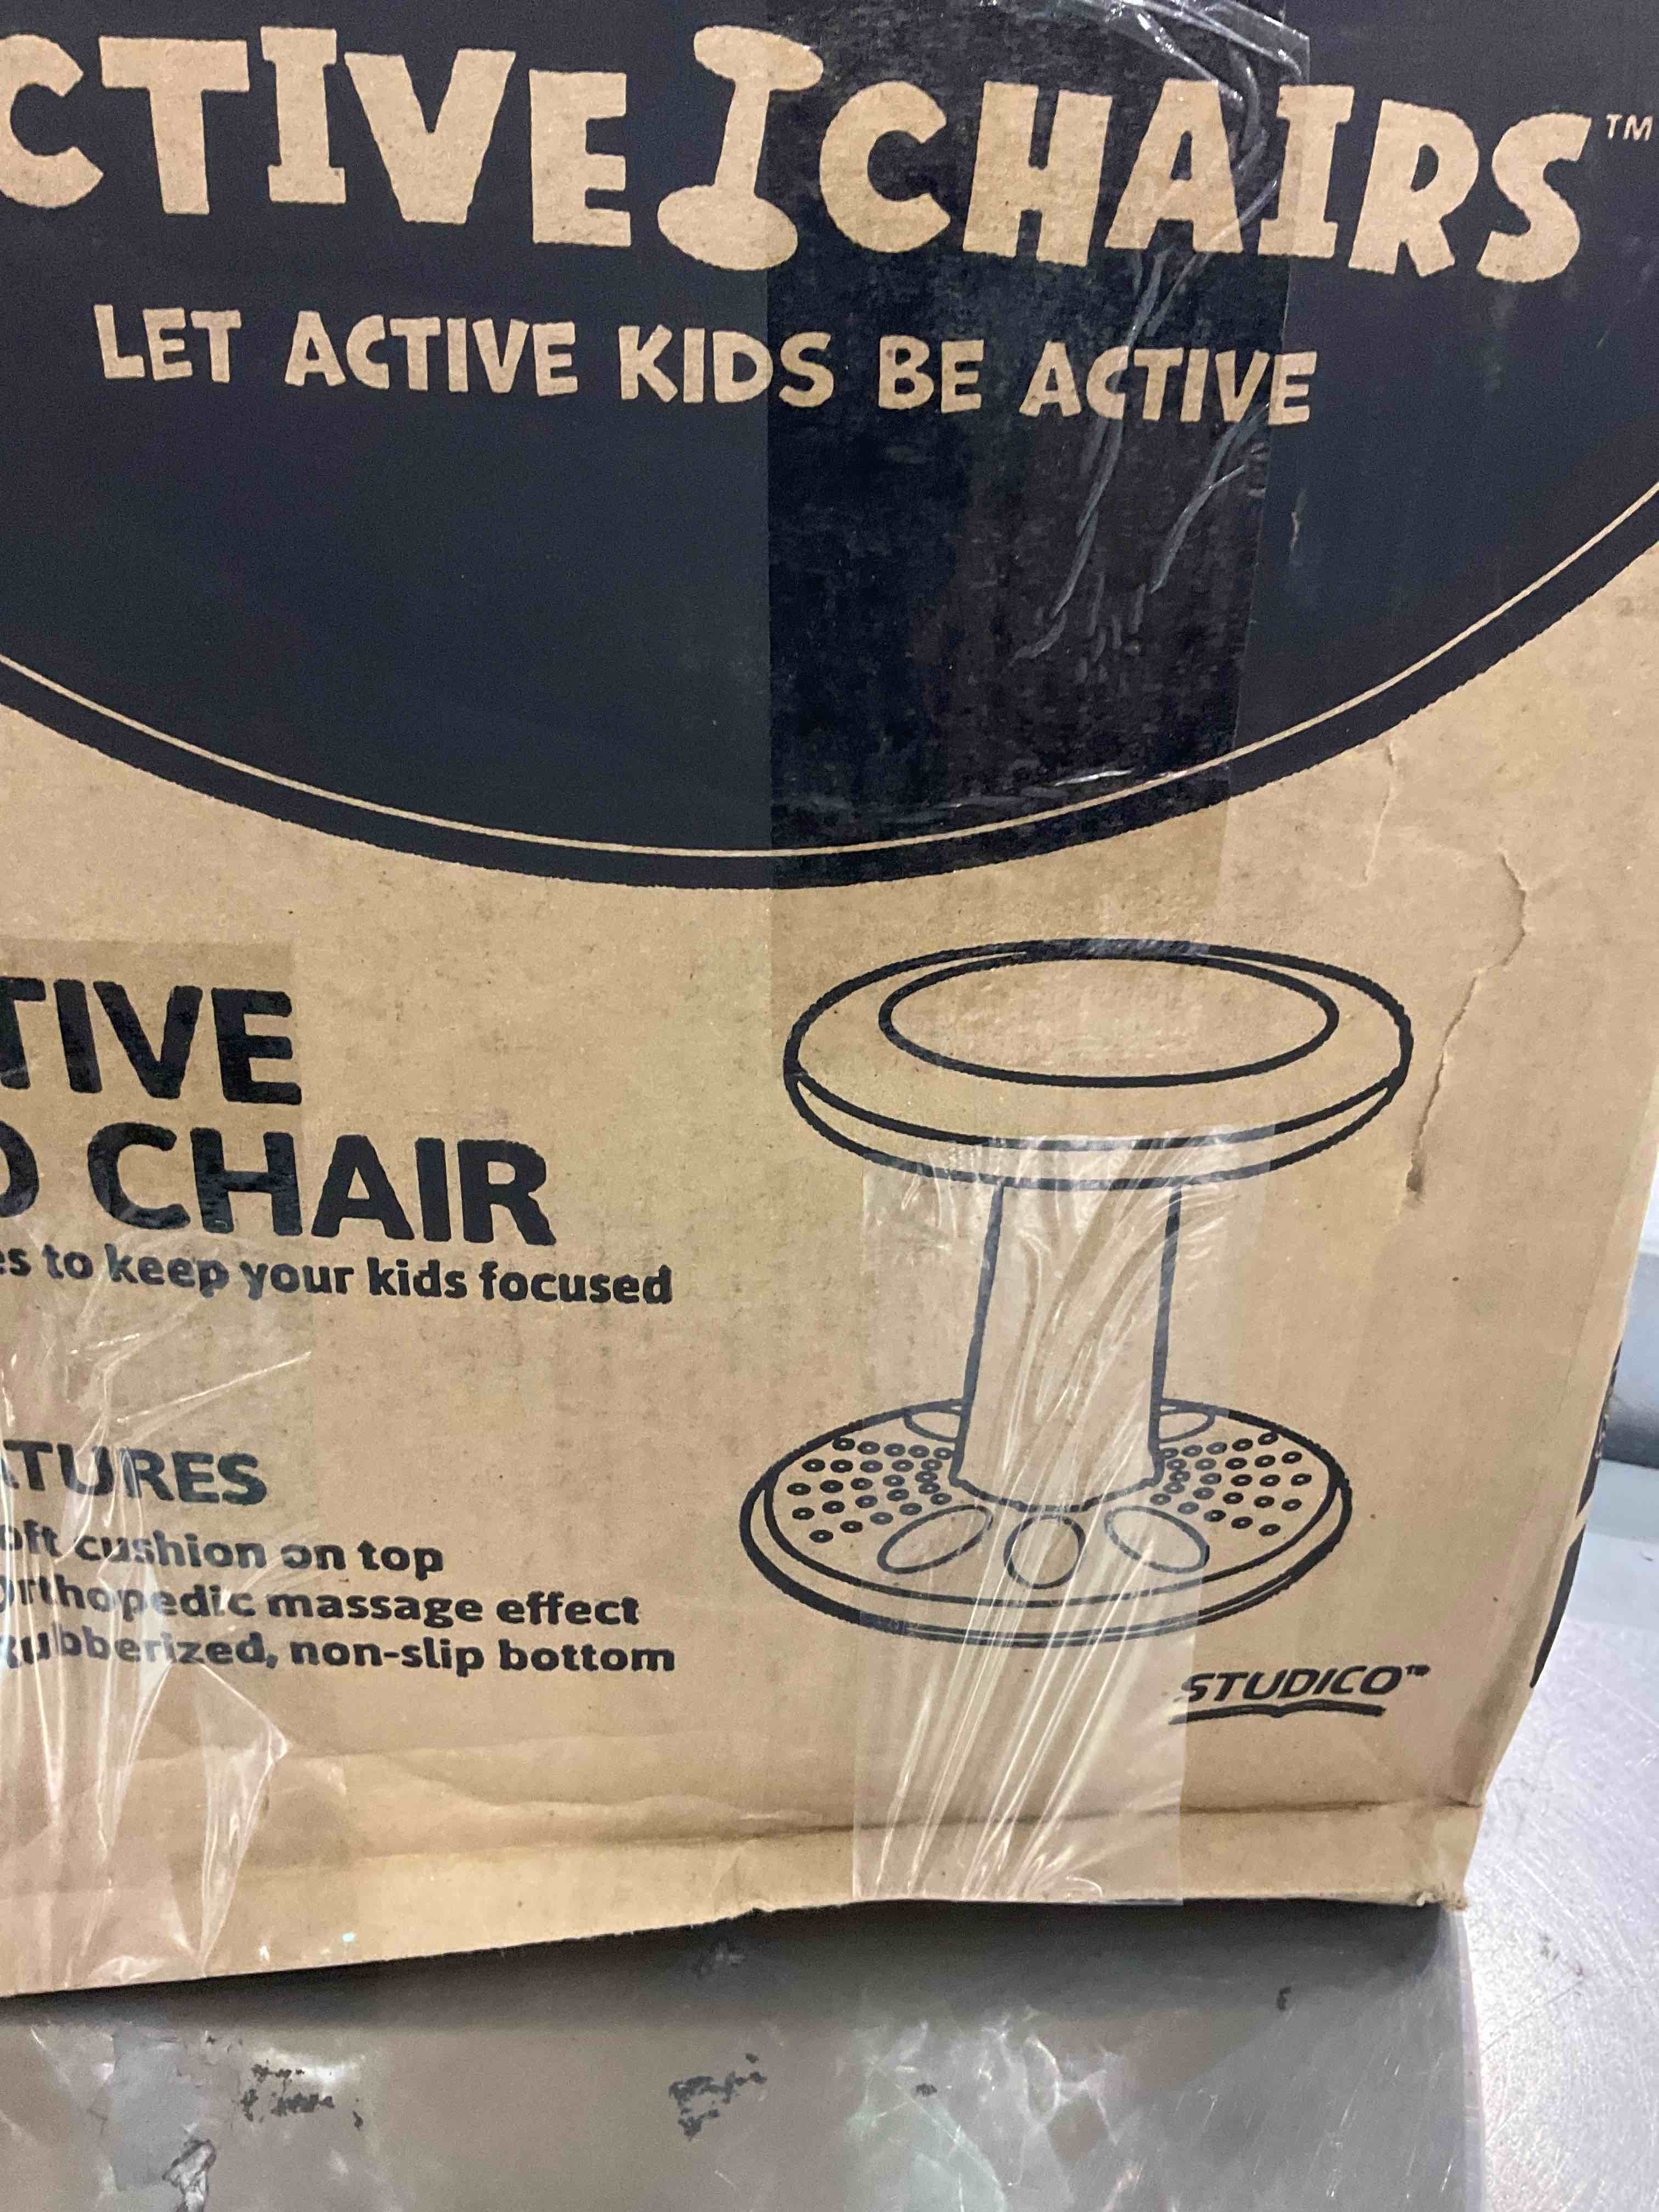 CTIVE CHAIRS™
LET ACTIVE KIDS BE ACTIVE
TIVE
CHAIR
es to keep your kids focused
TURES
oft cushion on top
orthopedic massage effect
rubberized, non-slip bottom
STUDICO™